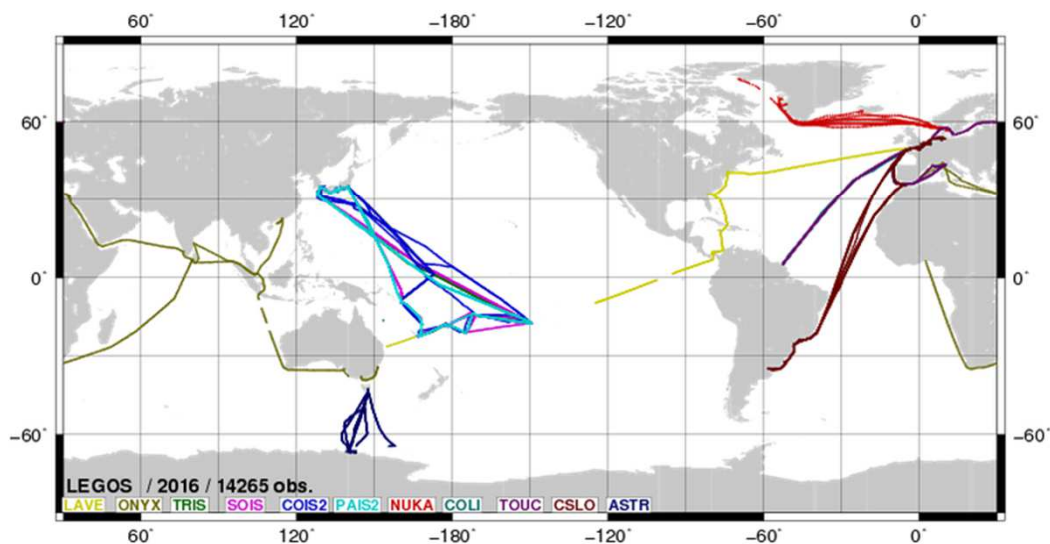 60° 120° −180° −120° −60° 0°
60° 60°
0° 0°
−60° −60°
LEGOS / 2016 / 14265 obs.
LAVE ONYX TRIS SOIS COIS2 PAIS2 NUKA COLI TOUC CSLO ASTR
60° 120° −180° −120° −60° 0°